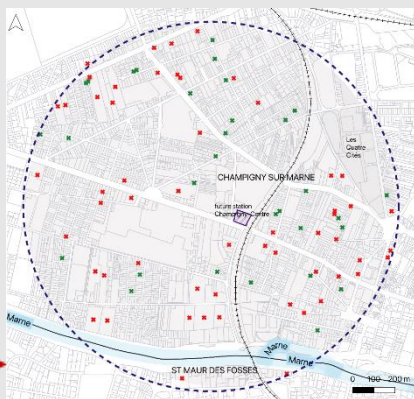 Les
Quatre
Cités
CHAMPIGNY SUR MARNE
future station
Champigny Centre
Marne
Marne
Marne
ST MAUR DES FOSSES
0 100 200 m